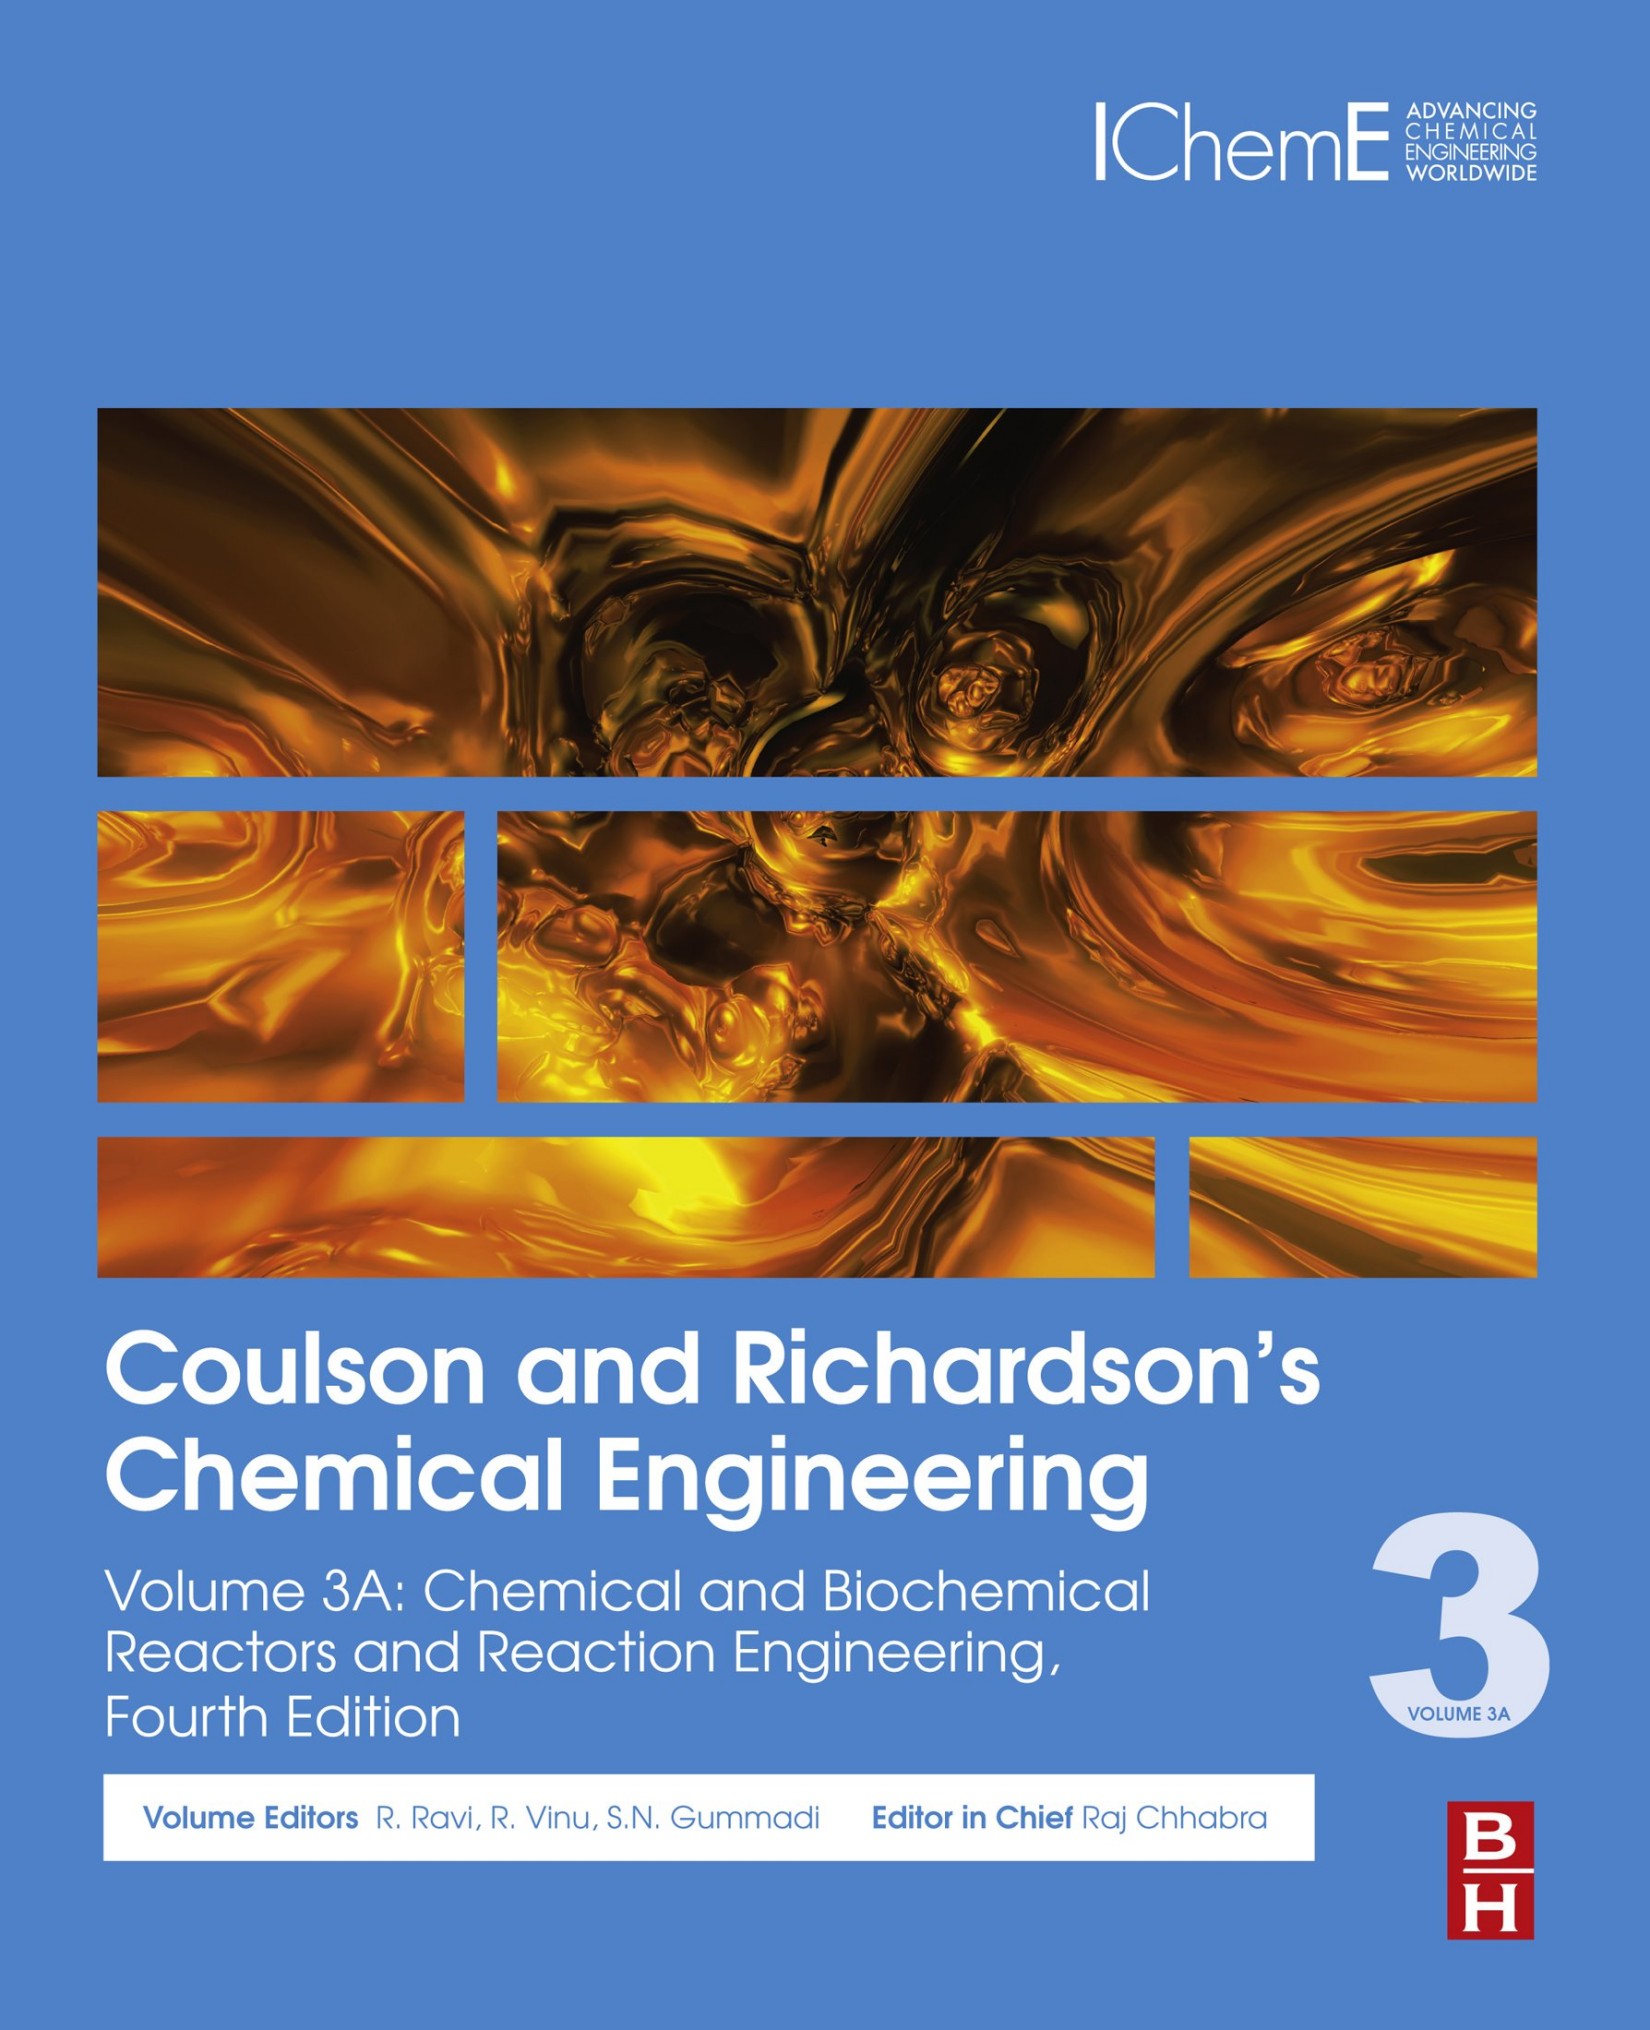 IChemE
ADVANCING
CHEMICAL
ENGINEERING
WORLDWIDE
Coulson and Richardson's
Chemical Engineering
Volume 3A: Chemical and Biochemical
Reactors and Reaction Engineering,
Fourth Edition
3
VOLUME 3A
Volume Editors R. Ravi, R. Vinu, S.N. Gummadi Editor in Chief Raj Chhabra
B
H